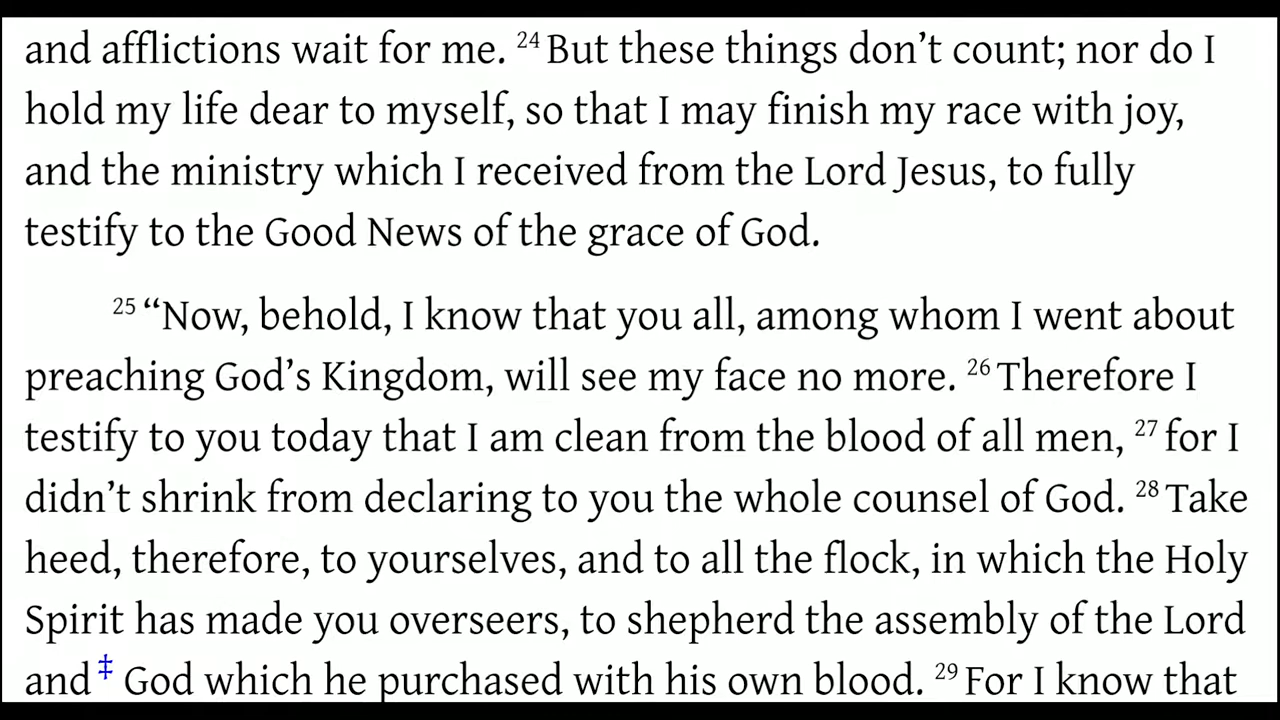 and afflictions wait for me. 24 But these things don’t count; nor do I
hold my life dear to myself, so that I may finish my race with joy,
and the ministry which I received from the Lord Jesus, to fully
testify to the Good News of the grace of God.
25 “Now, behold, I know that you all, among whom I went about
preaching God’s Kingdom, will see my face no more. 26 Therefore I
testify to you today that I am clean from the blood of all men, 27 for I
didn’t shrink from declaring to you the whole counsel of God. 28 Take
heed, therefore, to yourselves, and to all the flock, in which the Holy
Spirit has made you overseers, to shepherd the assembly of the Lord
and ‡ God which he purchased with his own blood. 29 For I know that